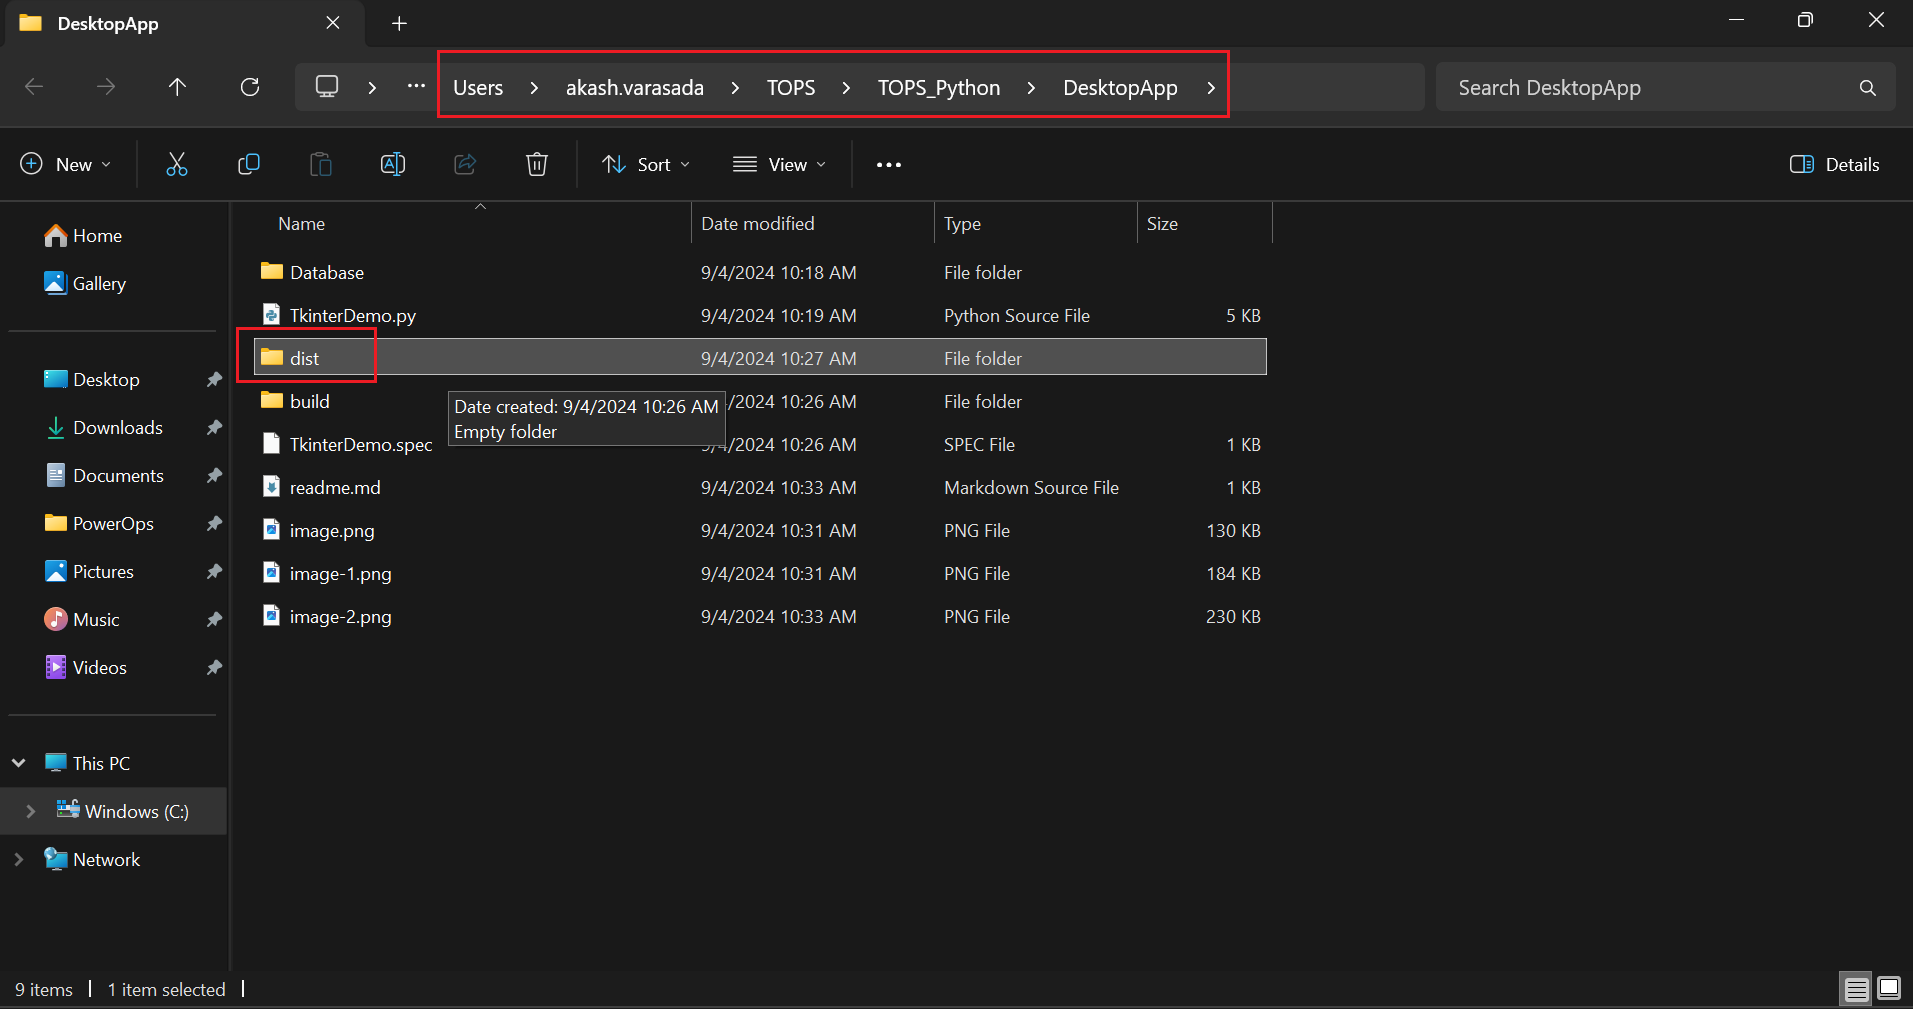 DesktopApp
Users > akash.varasada > TOPS > TOPS_Python > DesktopApp >
Search DesktopApp
New
Sort
View
Details
Name Date modified Type Size
Home
Gallery
Desktop
Downloads
Documents
PowerOps
Pictures
Music
Videos
This PC
Windows (C:)
Network
Database 9/4/2024 10:18 AM File folder
TkinterDemo.py 9/4/2024 10:19 AM Python Source File 5 KB
dist 9/4/2024 10:27 AM File folder
build /2024 10:26 AM File folder
Date created: 9/4/2024 10:26 AM
Empty folder
TkinterDemo.spec 9/4/2024 10:26 AM SPEC File 1 KB
readme.md 9/4/2024 10:33 AM Markdown Source File 1 KB
image.png 9/4/2024 10:31 AM PNG File 130 KB
image-1.png 9/4/2024 10:31 AM PNG File 184 KB
image-2.png 9/4/2024 10:33 AM PNG File 230 KB
9 items | 1 item selected |